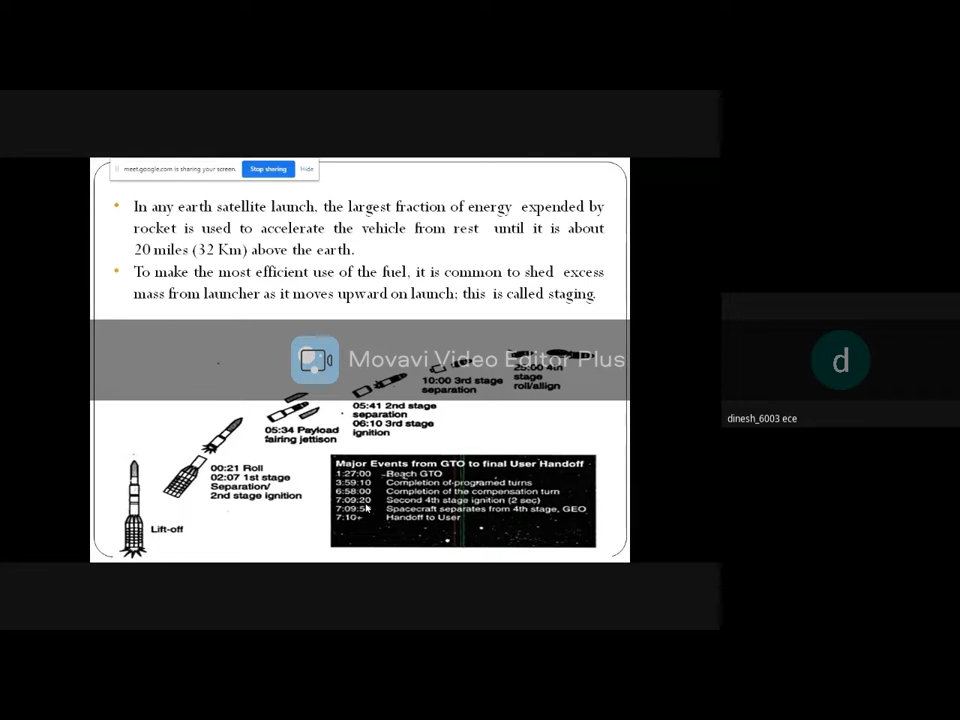 meet.google.com is sharing your screen. Stop sharing Hide
In any earth satellite launch, the largest fraction of energy expended by
rocket is used to accelerate the vehicle from rest until it is about
20 miles (32 Km) above the earth.
To make the most efficient use of the fuel, it is common to shed excess
mass from launcher as it moves upward on launch; this is called staging.
Movavi Video Editor Plus
25:00 4th
stage
roll/allign
10:00 3rd stage
separation
05:41 2nd stage
separation
06:10 3rd stage
ignition
05:34 Payload
fairing jettison
00:21 Roll
02:07 1st stage
Separation/
2nd stage ignition
Lift-off
Major Events from GTO to final User Handoff
1:27:00 Reach GTO
3:59:10 Completion of programed turns
6:58:00 Completion of the compensation turn
7:09:20 Second 4th stage ignition (2 sec)
Spacecraft separates from 4th stage, GEO
7:10+ Handoff to User
d
dinesh_6003 ece